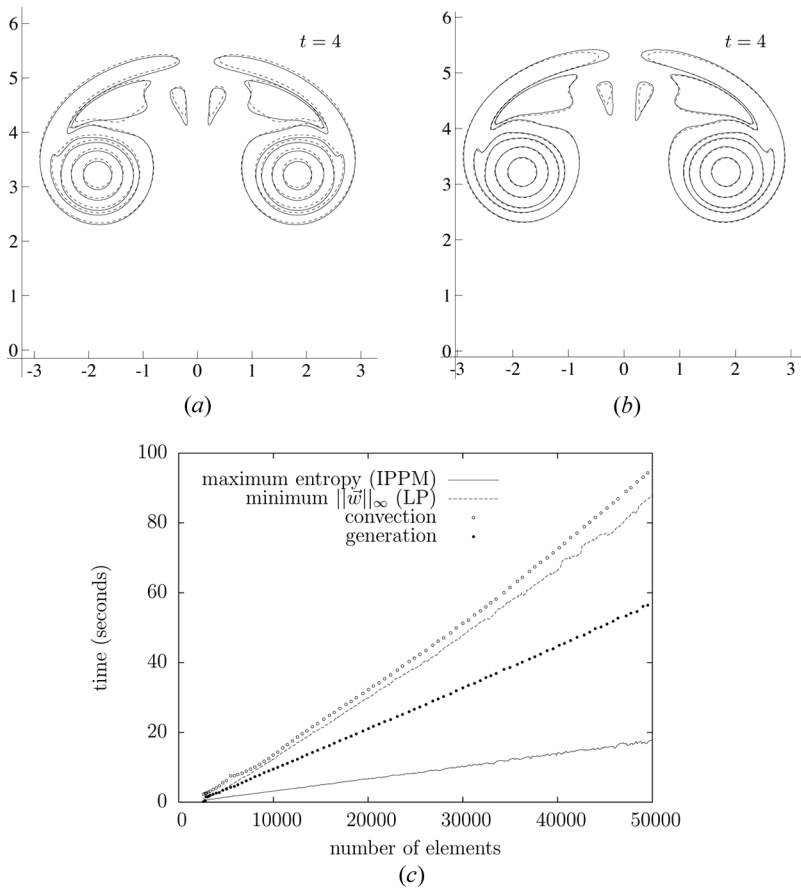 6
5
4
3
2
1
0
-3 -2 -1 0 1 2 3
t = 4
(a)
6
5
4
3
2
1
0
-3 -2 -1 0 1 2 3
t = 4
(b)
100
80
60
40
20
0
time (seconds)
maximum entropy (IPPM)
minimum ||w⃗||∞ (LP)
convection
generation
0 10000 20000 30000 40000 50000
number of elements
(c)